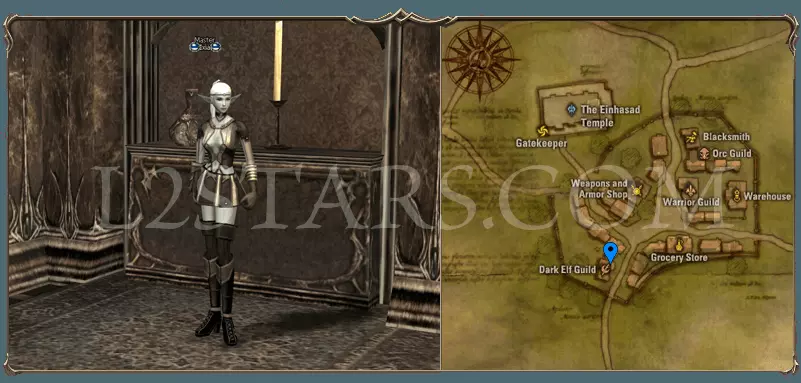 Master
L2STARS.COM
The Einhasad
Temple
Gatekeeper
Blacksmith
Orc Guild
Weapons and
Armor Shop
Warrior Guild
Warehouse
Grocery Store
Dark Elf Guild